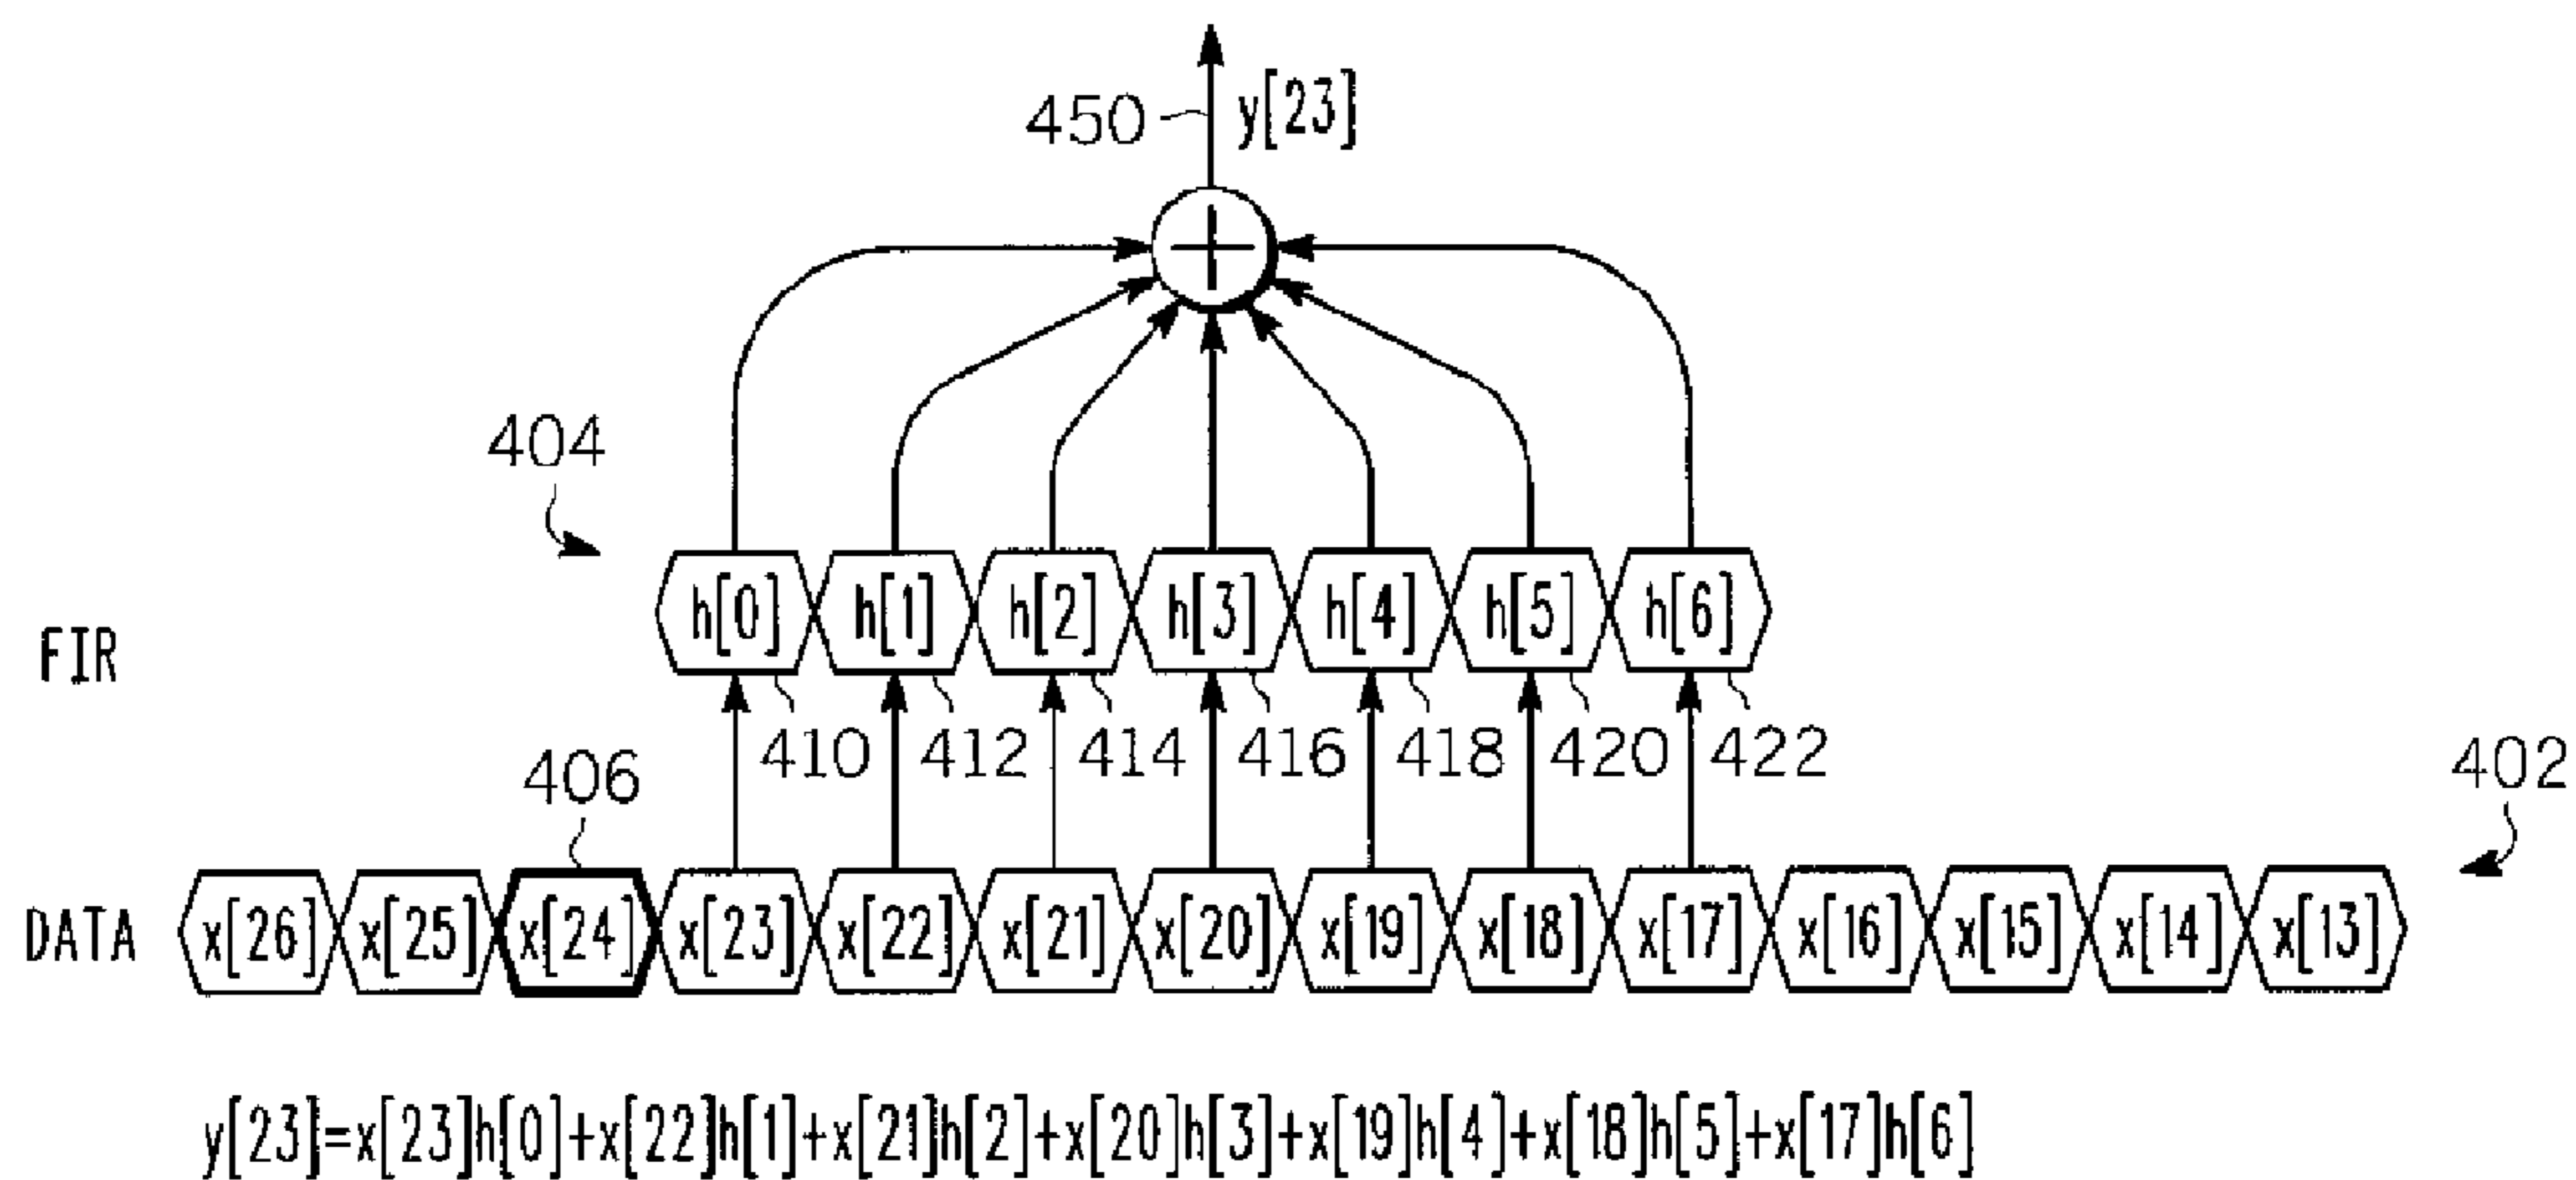 450 y[23]
404
h[0] h[1] h[2] h[3] h[4] h[5] h[6]
FIR
410 412 414 416 418 420 422
406 402
DATA x[26] x[25] x[24] x[23] x[22] x[21] x[20] x[19] x[18] x[17] x[16] x[15] x[14] x[13]
y[23]=x[23]h[0]+x[22]h[1]+x[21]h[2]+x[20]h[3]+x[19]h[4]+x[18]h[5]+x[17]h[6]